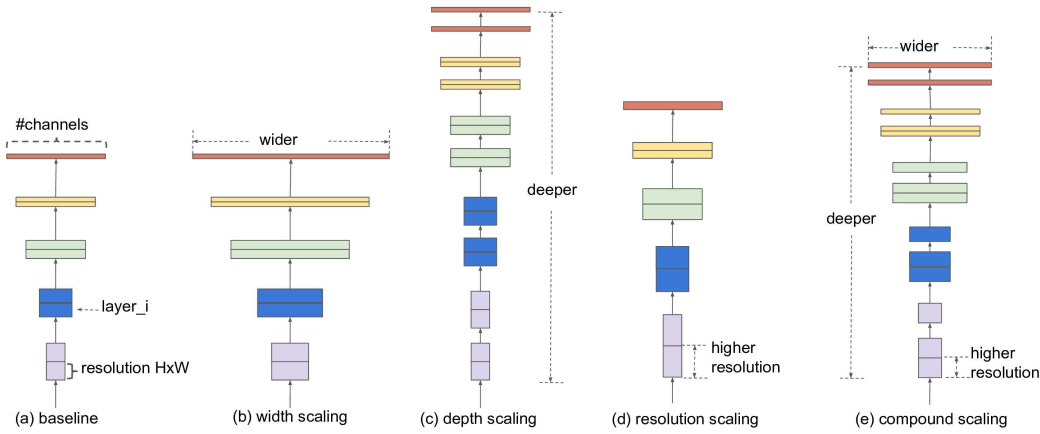 #channels
layer_i
resolution HxW
(a) baseline
wider
(b) width scaling
deeper
(c) depth scaling
higher
resolution
(d) resolution scaling
wider
deeper
higher
resolution
(e) compound scaling